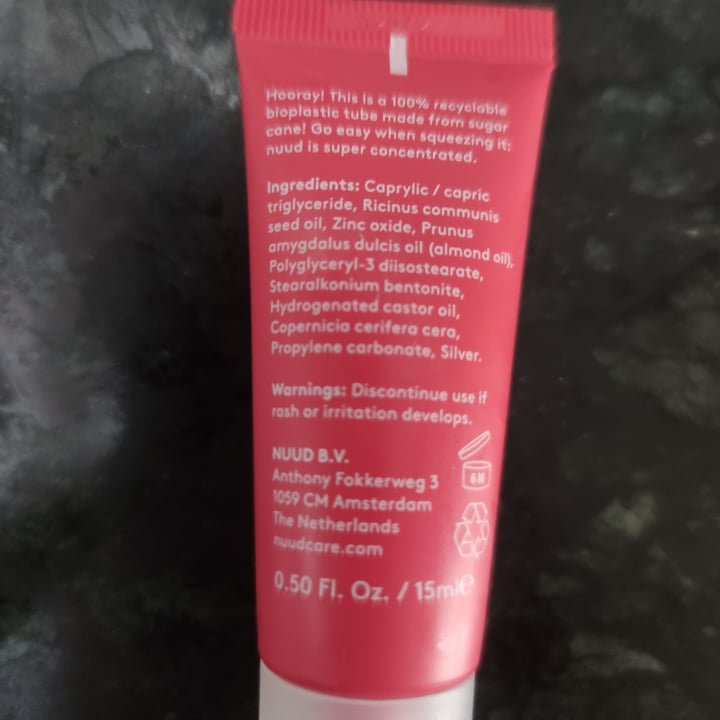 Hooray! This is a 100% recyclable
bioplastic tube made from sugar
cane! Go easy when squeezing it:
nuud is super concentrated.
Ingredients: Caprylic / capric
triglyceride, Ricinus communis
seed oil, Zinc oxide, Prunus
amygdalus dulcis oil (almond oil),
Polyglyceryl-3 diisostearate,
Stearalkonium bentonite,
Hydrogenated castor oil,
Copernicia cerifera cera,
Propylene carbonate, Silver.
Warnings: Discontinue use if
rash or irritation develops.
NUUD B.V.
Anthony Fokkerweg 3
1059 CM Amsterdam
The Netherlands
nuudcare.com
6M
0.50 Fl. Oz. / 15ml℮